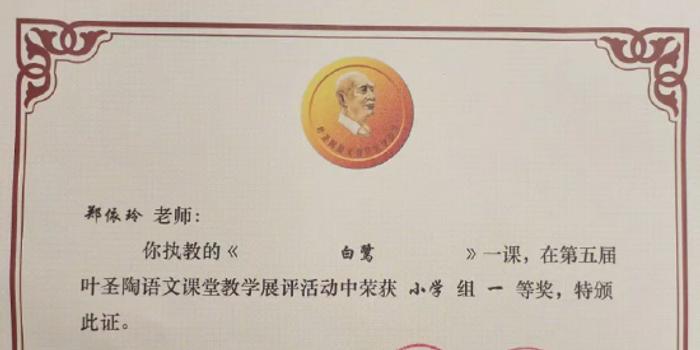 郑依玲 老师:
你执教的《 白鹭 》一课,在第五届
叶圣陶语文课堂教学展评活动中荣获 小学 组 一 等奖,特颁
此证。